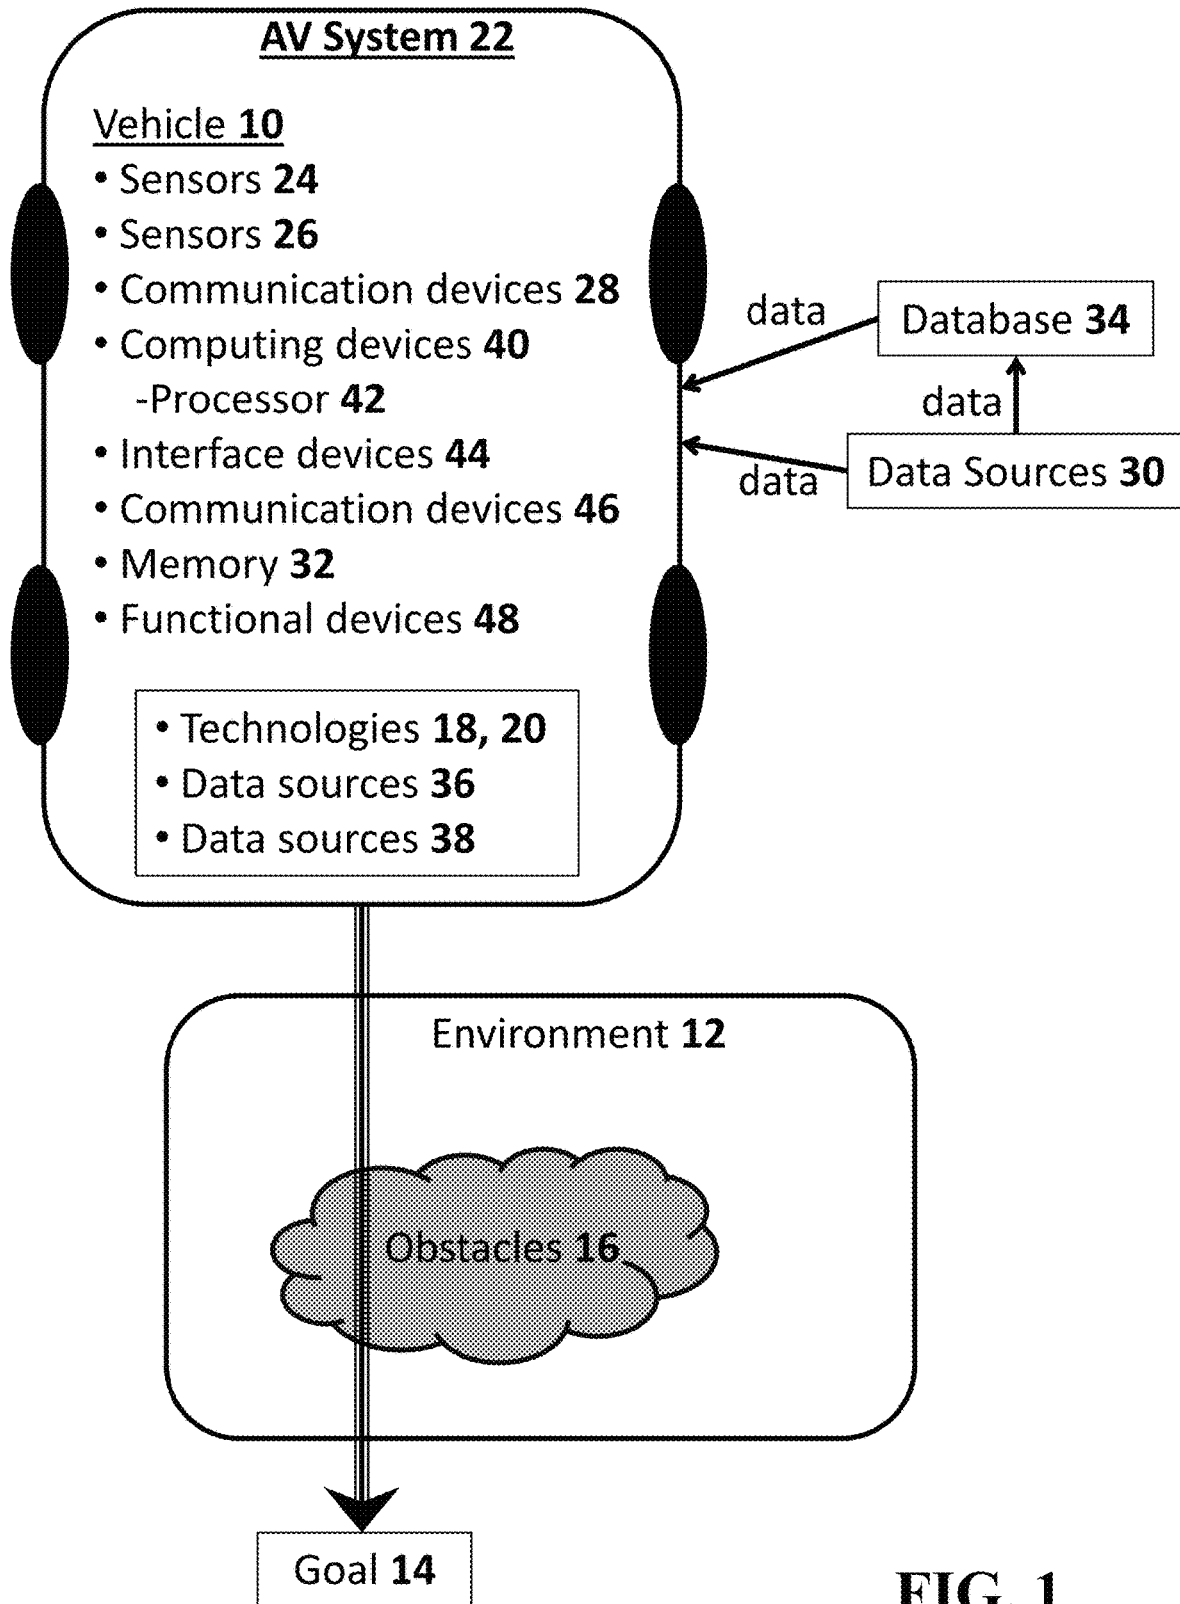 AV System 22
Vehicle 10
• Sensors 24
• Sensors 26
• Communication devices 28
• Computing devices 40
-Processor 42
• Interface devices 44
• Communication devices 46
• Memory 32
• Functional devices 48
• Technologies 18, 20
• Data sources 36
• Data sources 38
data
Database 34
data
data
Data Sources 30
Environment 12
Obstacles 16
Goal 14
FIG. 1